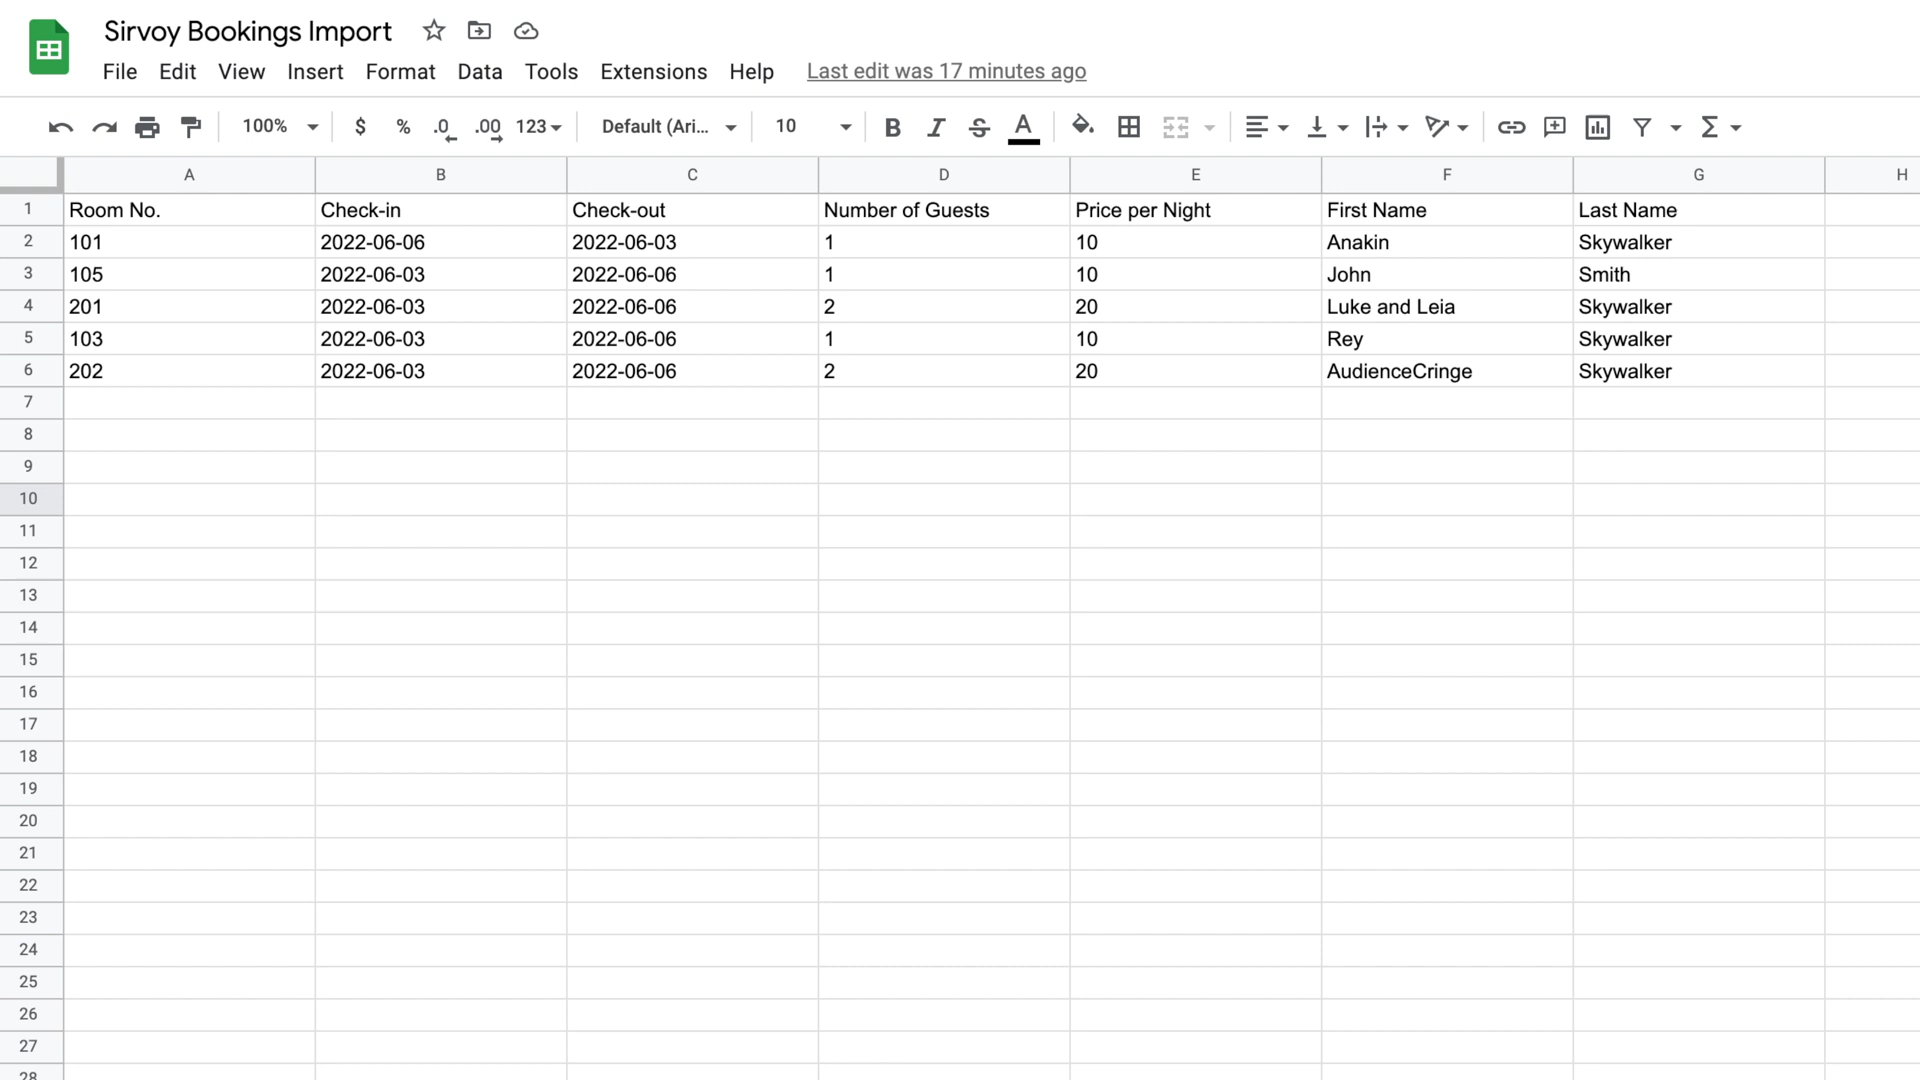 Sirvoy Bookings Import
File Edit View Insert Format Data Tools Extensions Help Last edit was 17 minutes ago
100% $ % .0 .00 123 Default (Ari... 10 B I S A
A B C D E F G H
1 Room No. Check-in Check-out Number of Guests Price per Night First Name Last Name
2 101 2022-06-06 2022-06-03 1 10 Anakin Skywalker
3 105 2022-06-03 2022-06-06 1 10 John Smith
4 201 2022-06-03 2022-06-06 2 20 Luke and Leia Skywalker
5 103 2022-06-03 2022-06-06 1 10 Rey Skywalker
6 202 2022-06-03 2022-06-06 2 20 AudienceCringe Skywalker
7
8
9
10
11
12
13
14
15
16
17
18
19
20
21
22
23
24
25
26
27
28